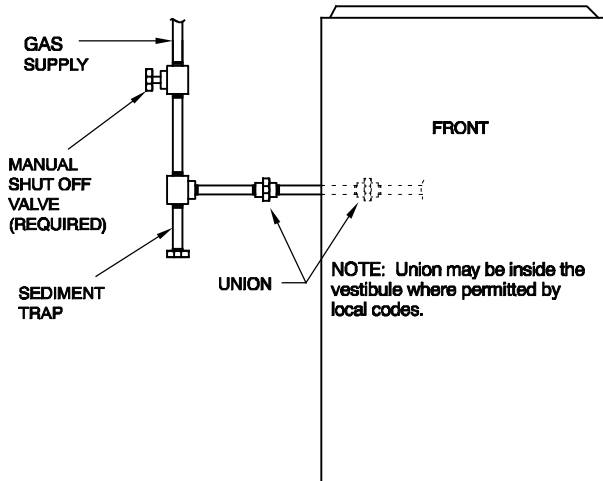 GAS
SUPPLY
MANUAL
SHUT OFF
VALVE
(REQUIRED)
SEDIMENT
TRAP
UNION
FRONT
NOTE: Union may be inside the
vestibule where permitted by
local codes.